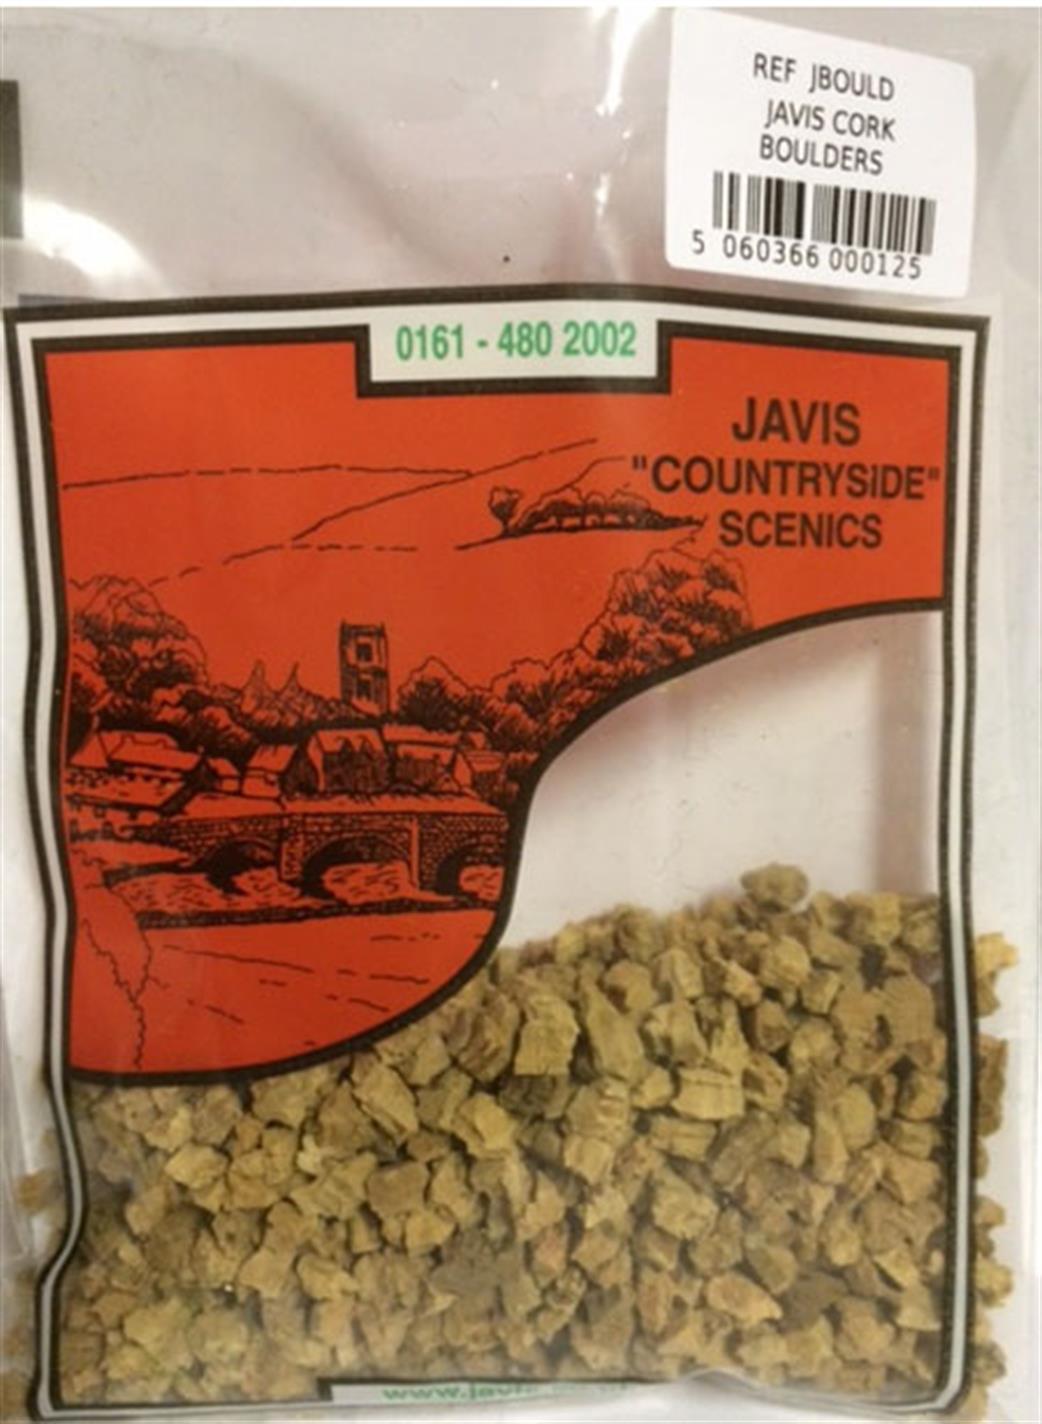 REF JBOULD
JAVIS CORK
BOULDERS
5 060366 000125
0161 - 480 2002
JAVIS
"COUNTRYSIDE"
SCENICS